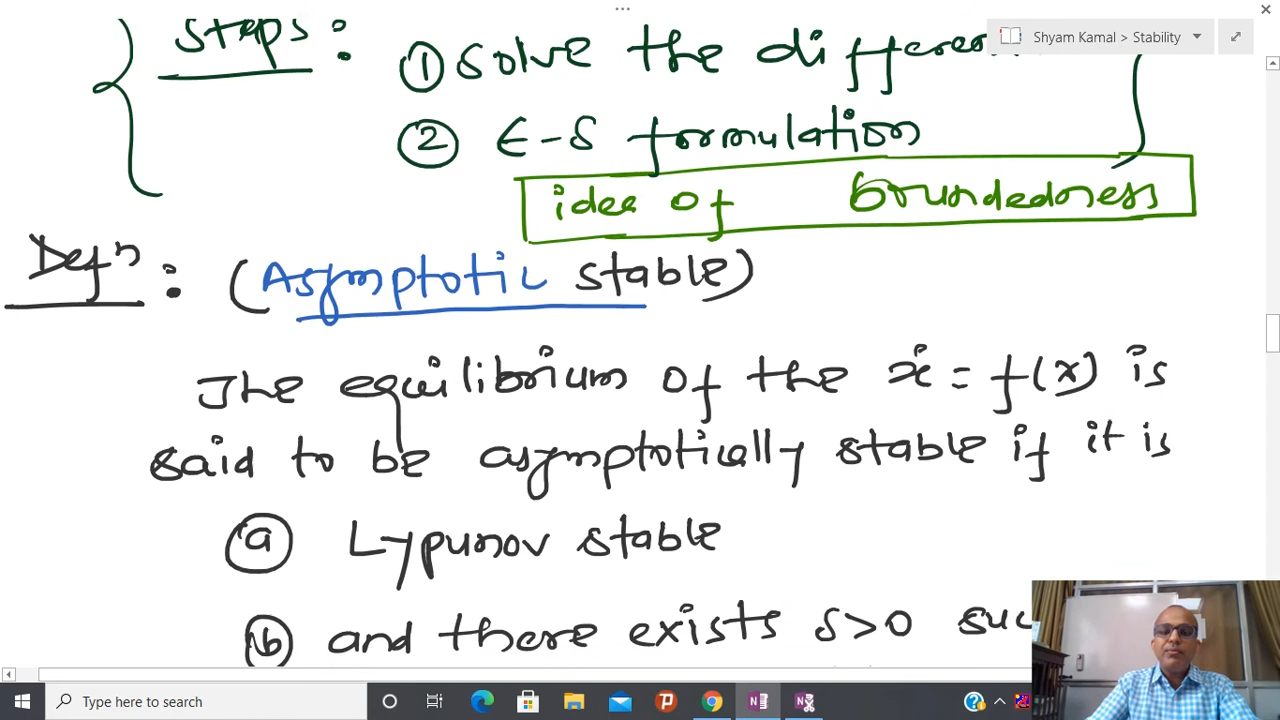 Shyam Kamal > Stability
Steps :
① solve the different
② ϵ-δ formulation
idea of boundedness
Defⁿ : (Asymptotic stable)
The equilibrium of the ẋ = f(x) is
said to be asymptotically stable if it is
ⓐ Lypunov stable
ⓑ and there exists δ>0 suc
Type here to search